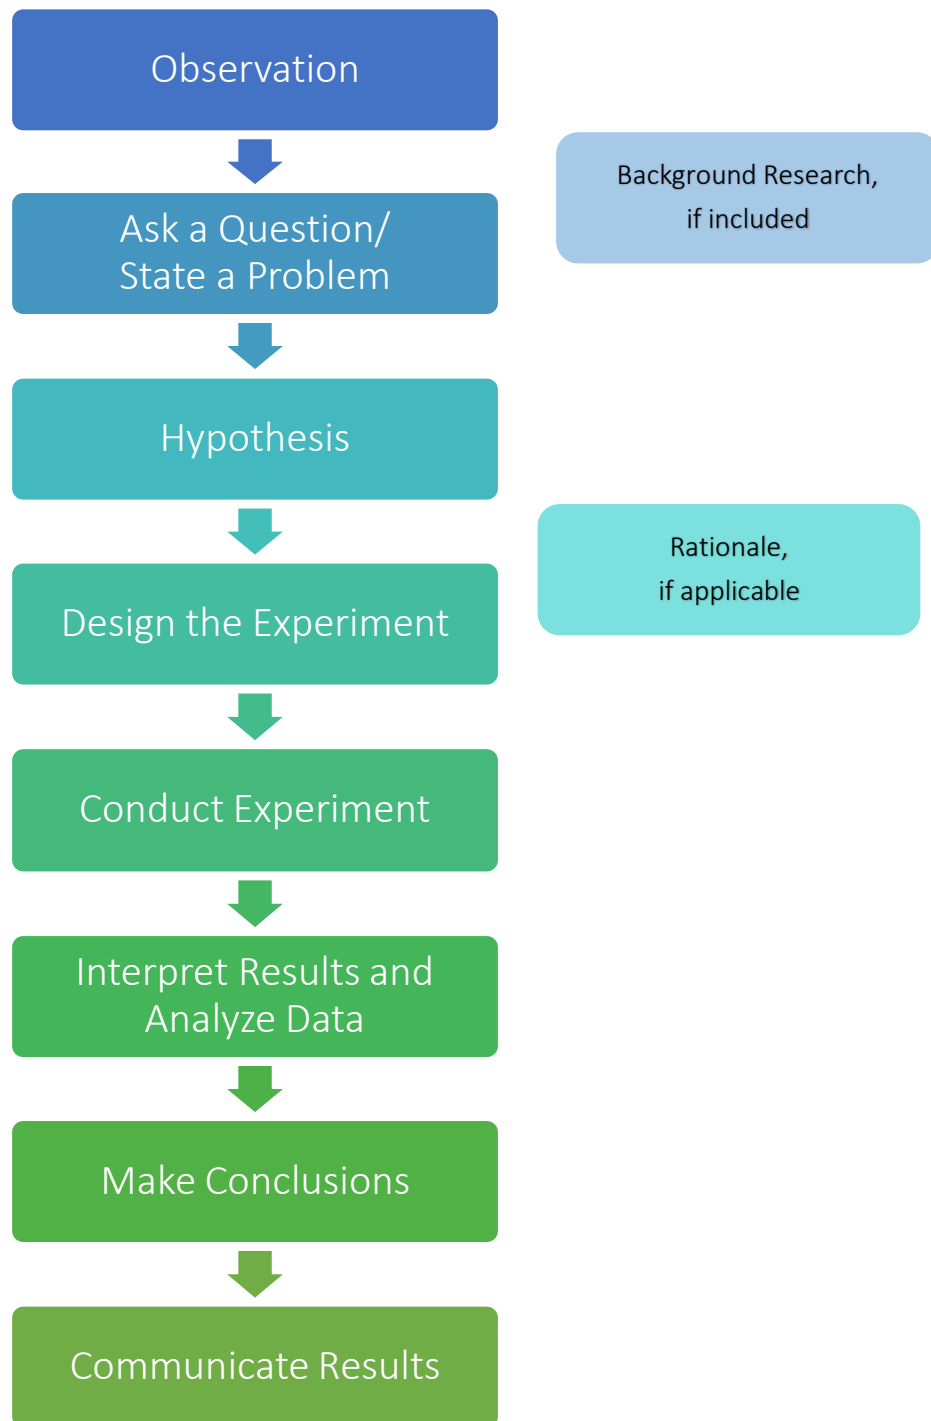 Observation
Background Research,
if included
Ask a Question/
State a Problem
Hypothesis
Rationale,
if applicable
Design the Experiment
Conduct Experiment
Interpret Results and
Analyze Data
Make Conclusions
Communicate Results